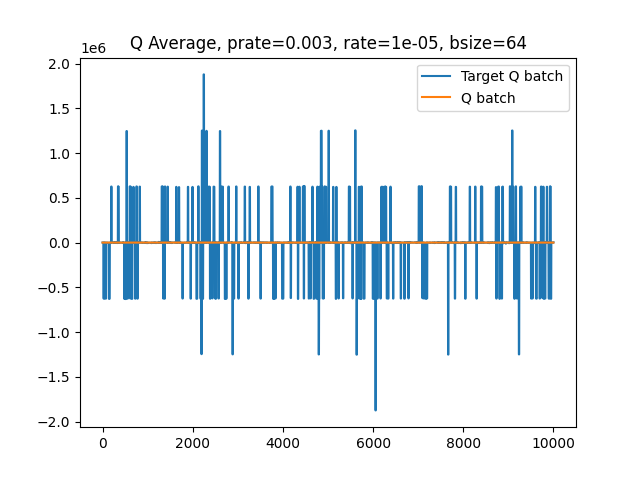 Q Average, prate=0.003, rate=1e-05, bsize=64
1e6
Target Q batch
Q batch
2.0
1.5
1.0
0.5
0.0
−0.5
−1.0
−1.5
−2.0
0 2000 4000 6000 8000 10000